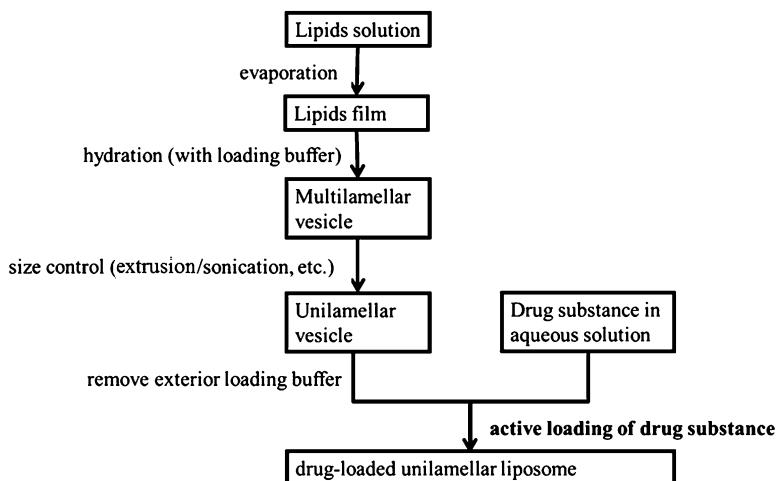 Lipids solution
evaporation
Lipids film
hydration (with loading buffer)
Multilamellar
vesicle
size control (extrusion/sonication, etc.)
Unilamellar
vesicle
Drug substance in
aqueous solution
remove exterior loading buffer
active loading of drug substance
drug-loaded unilamellar liposome